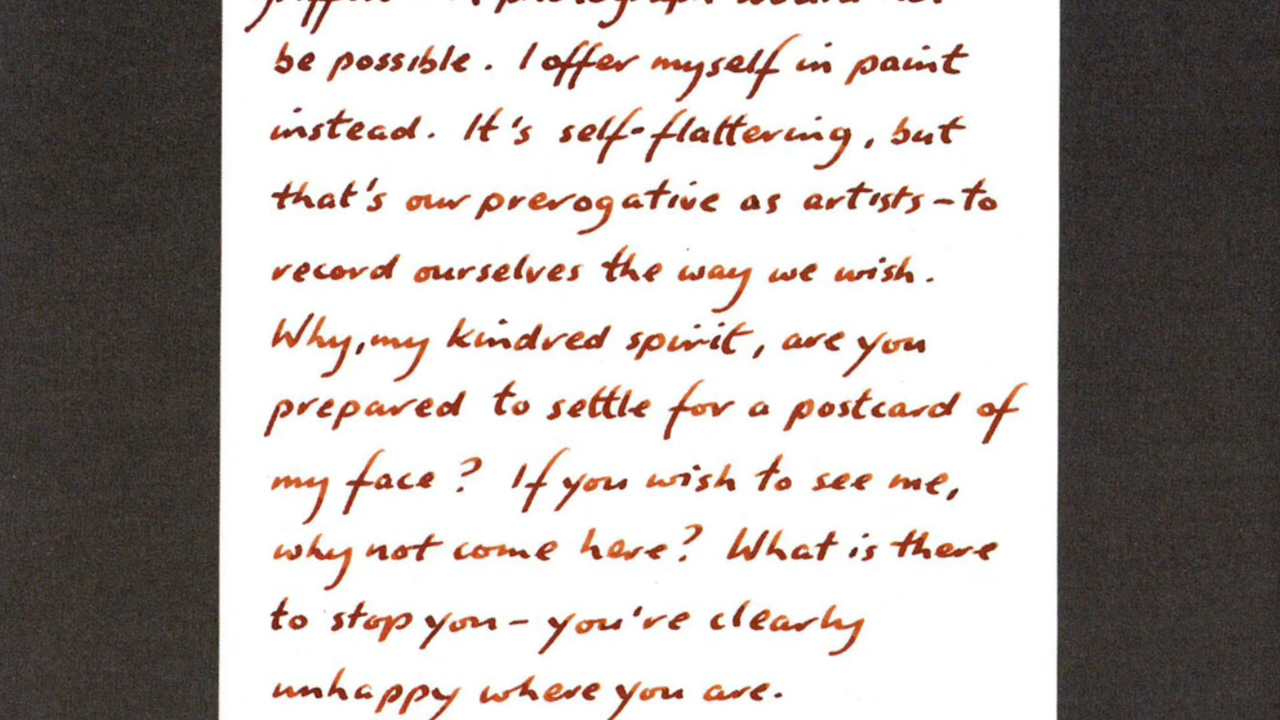 be possible. I offer myself in paint
instead. It's self-flattering, but
that's our prerogative as artists – to
record ourselves the way we wish.
Why, my kindred spirit, are you
prepared to settle for a postcard of
my face? If you wish to see me,
why not come here? What is there
to stop you – you're clearly
unhappy where you are.